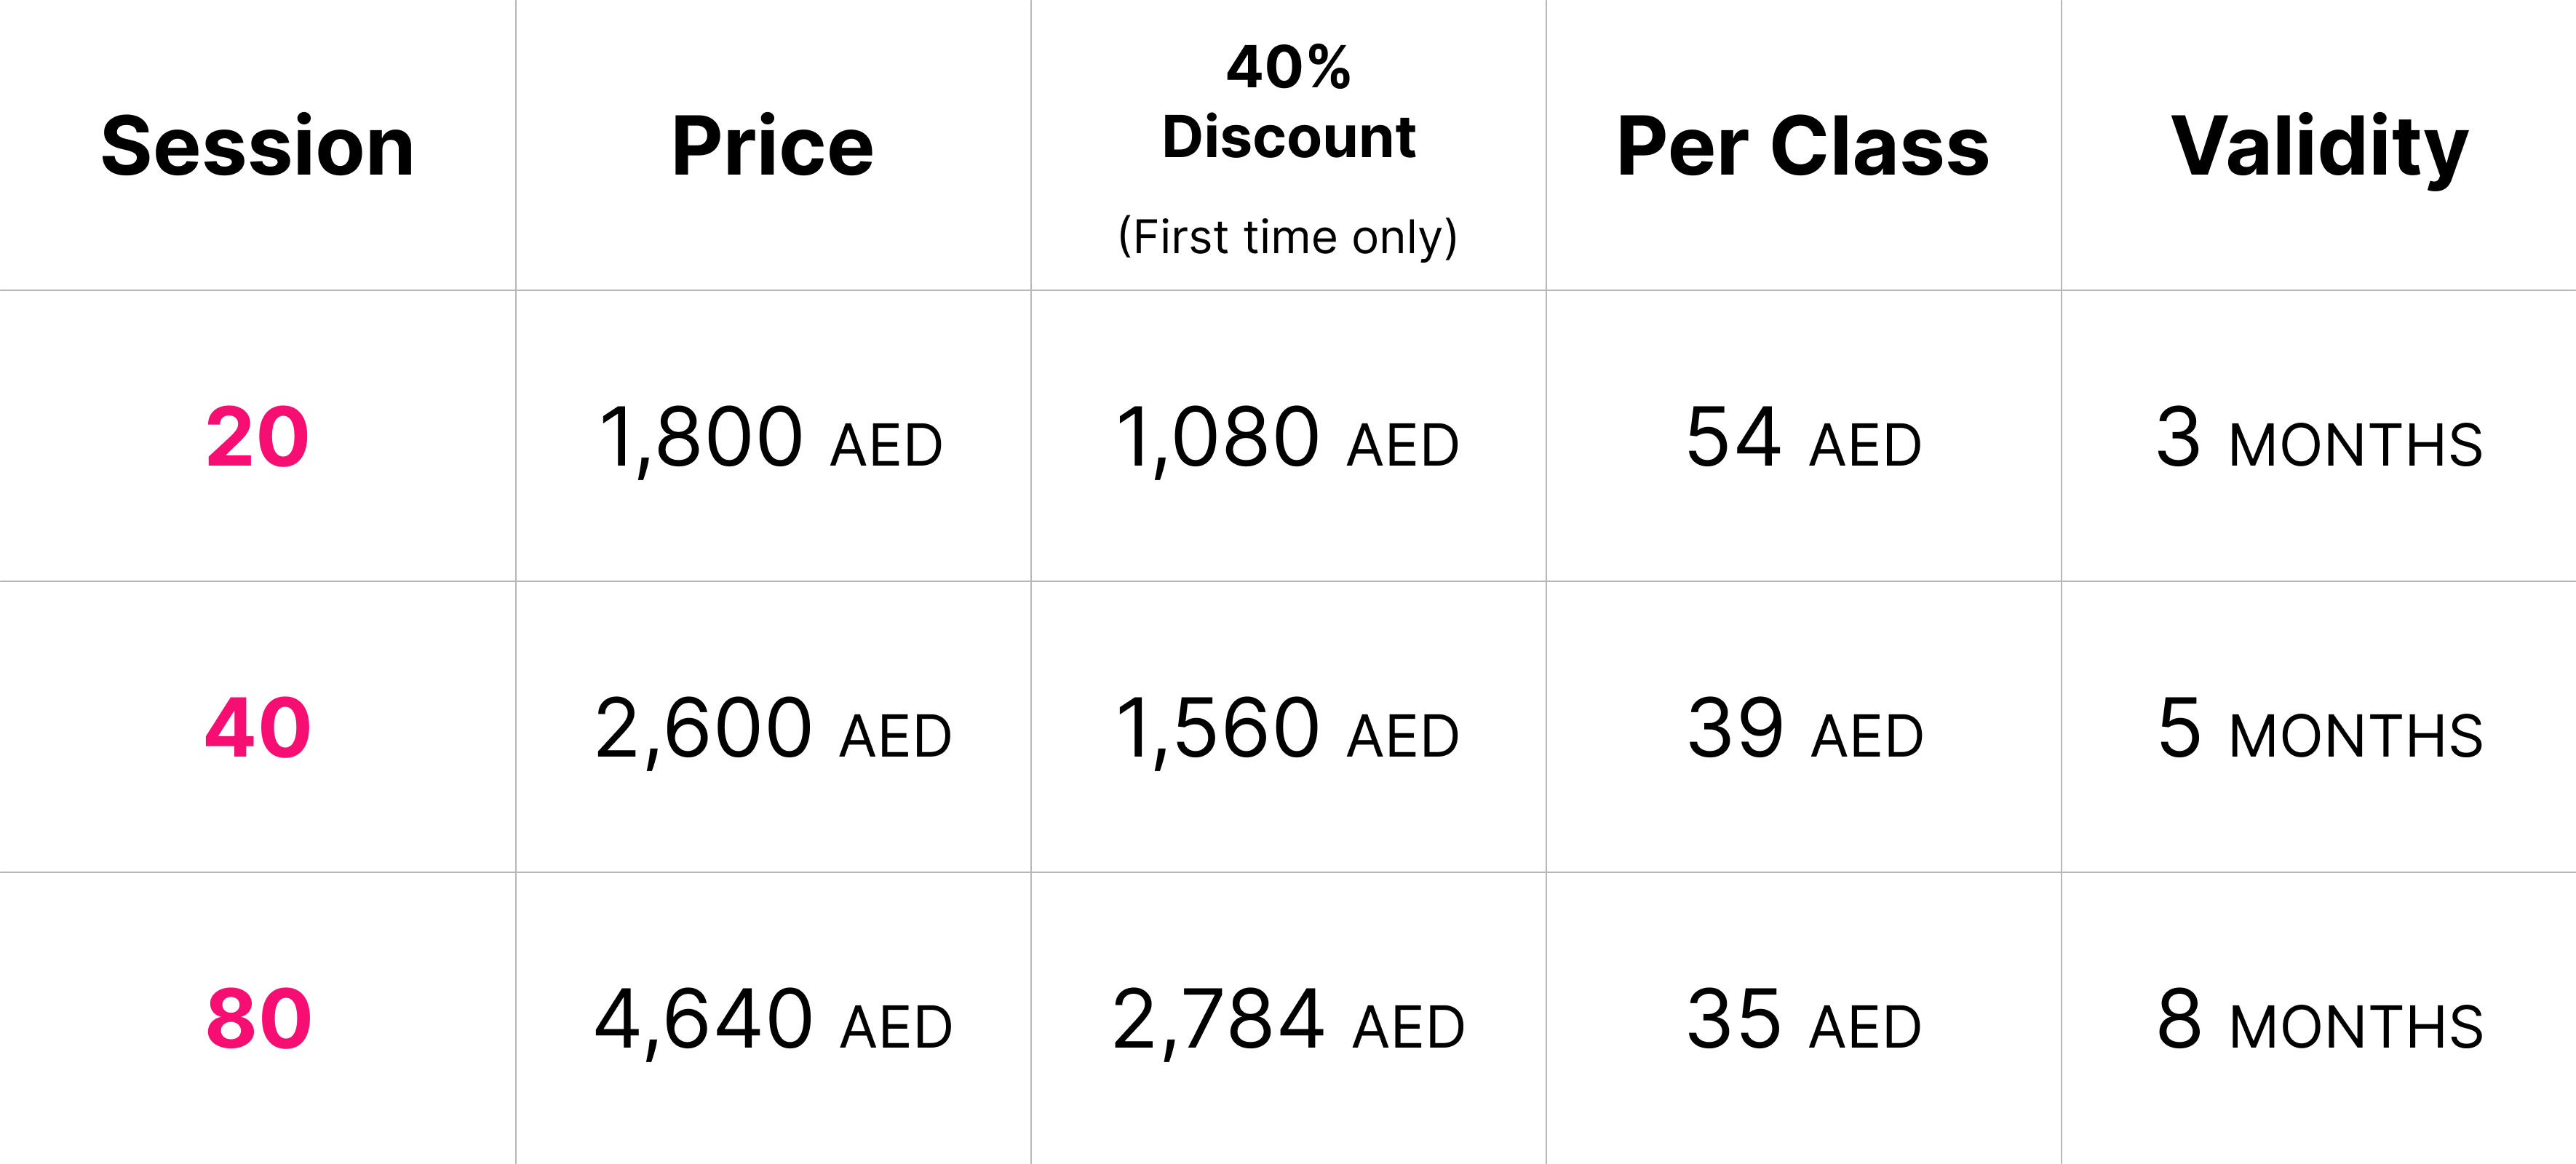 Session Price 40% Discount (First time only) Per Class Validity
20 1,800 AED 1,080 AED 54 AED 3 MONTHS
40 2,600 AED 1,560 AED 39 AED 5 MONTHS
80 4,640 AED 2,784 AED 35 AED 8 MONTHS